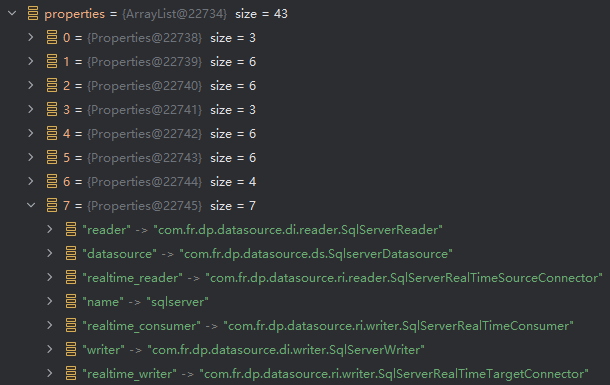 properties = {ArrayList@22734} size = 43
0 = {Properties@22738} size = 3
1 = {Properties@22739} size = 6
2 = {Properties@22740} size = 6
3 = {Properties@22741} size = 3
4 = {Properties@22742} size = 6
5 = {Properties@22743} size = 6
6 = {Properties@22744} size = 4
7 = {Properties@22745} size = 7
"reader" -> "com.fr.dp.datasource.di.reader.SqlServerReader"
"datasource" -> "com.fr.dp.datasource.ds.SqlserverDatasource"
"realtime_reader" -> "com.fr.dp.datasource.ri.reader.SqlServerRealTimeSourceConnector"
"name" -> "sqlserver"
"realtime_consumer" -> "com.fr.dp.datasource.ri.writer.SqlServerRealTimeConsumer"
"writer" -> "com.fr.dp.datasource.di.writer.SqlServerWriter"
"realtime_writer" -> "com.fr.dp.datasource.ri.writer.SqlServerRealTimeTargetConnector"